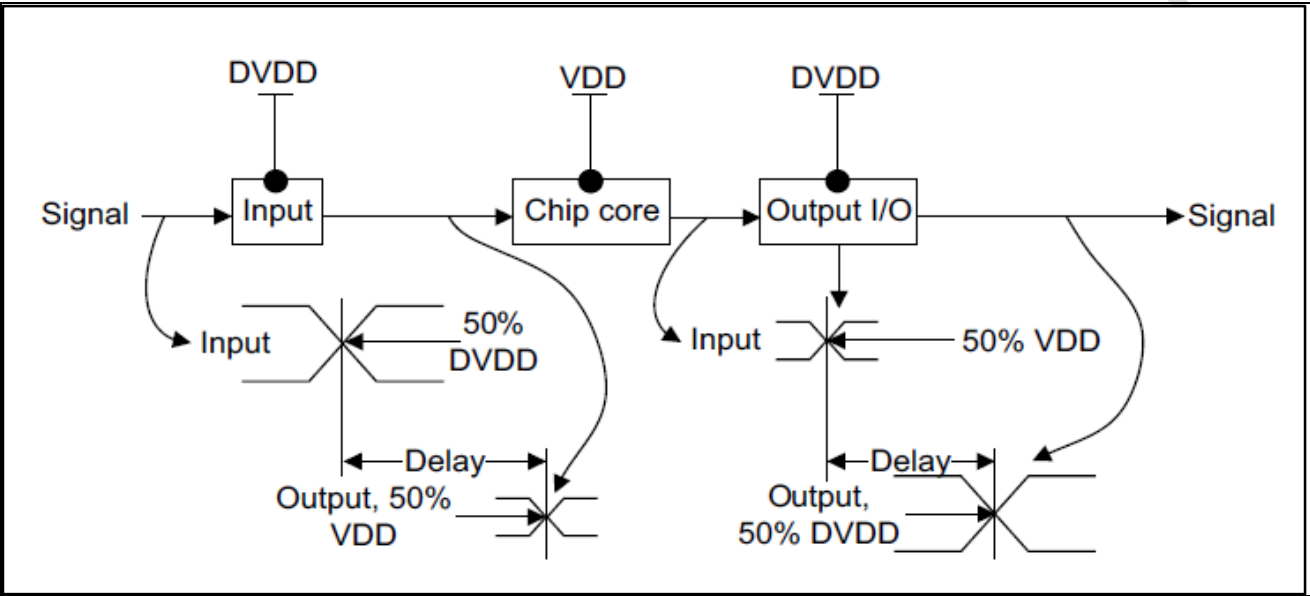 DVDD
VDD
DVDD
Signal
Input
Chip core
Output I/O
Signal
Input
50%
DVDD
Input
50% VDD
Delay
Output, 50%
VDD
Delay
Output,
50% DVDD